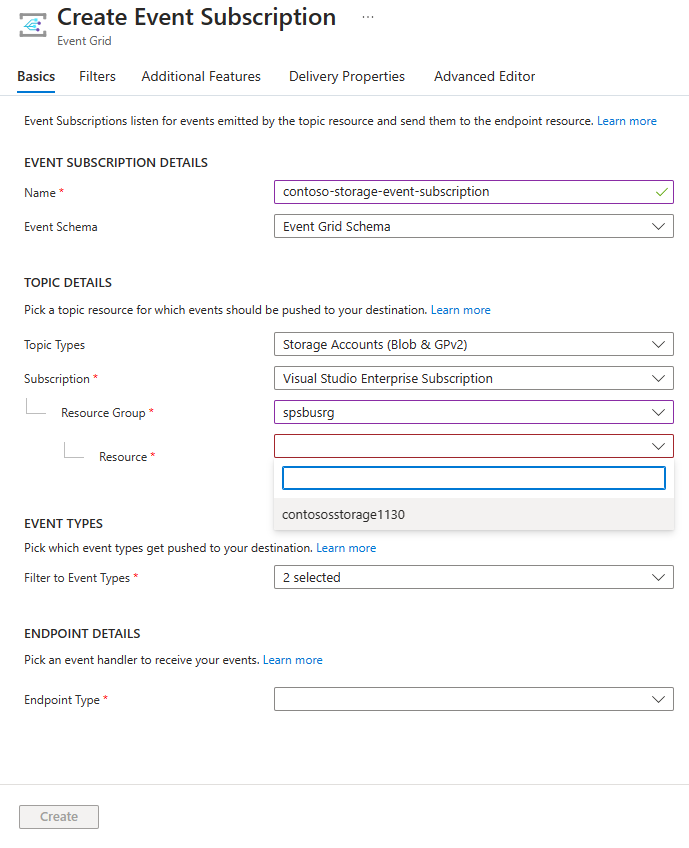 Create Event Subscription ...
Event Grid
Basics Filters Additional Features Delivery Properties Advanced Editor
Event Subscriptions listen for events emitted by the topic resource and send them to the endpoint resource. Learn more
EVENT SUBSCRIPTION DETAILS
Name * contoso-storage-event-subscription
Event Schema Event Grid Schema
TOPIC DETAILS
Pick a topic resource for which events should be pushed to your destination. Learn more
Topic Types Storage Accounts (Blob & GPv2)
Subscription * Visual Studio Enterprise Subscription
Resource Group * spsbusrg
Resource *
contososstorage1130
EVENT TYPES
Pick which event types get pushed to your destination. Learn more
Filter to Event Types * 2 selected
ENDPOINT DETAILS
Pick an event handler to receive your events. Learn more
Endpoint Type *
Create